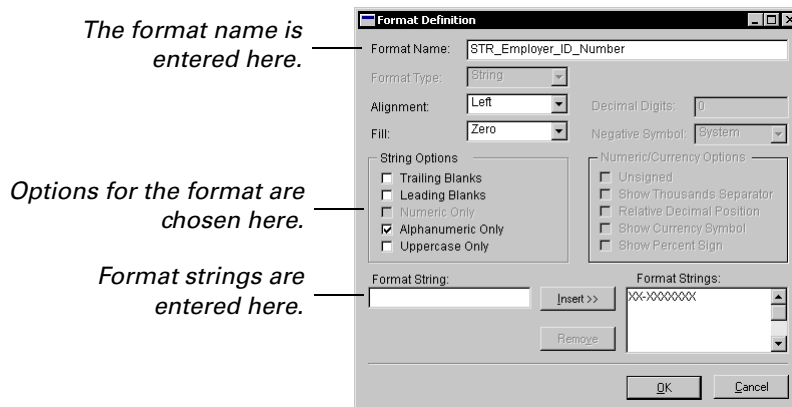 The format name is
entered here.
Options for the format are
chosen here.
Format strings are
entered here.
Format Definition
Format Name: STR_Employer_ID_Number
Format Type: String
Alignment: Left
Decimal Digits: 0
Fill: Zero
Negative Symbol: System
String Options
Trailing Blanks
Leading Blanks
Numeric Only
Alphanumeric Only
Uppercase Only
Numeric/Currency Options
Unsigned
Show Thousands Separator
Relative Decimal Position
Show Currency Symbol
Show Percent Sign
Format String:
Insert >>
Remove
Format Strings:
XX-XXXXXXX
OK
Cancel